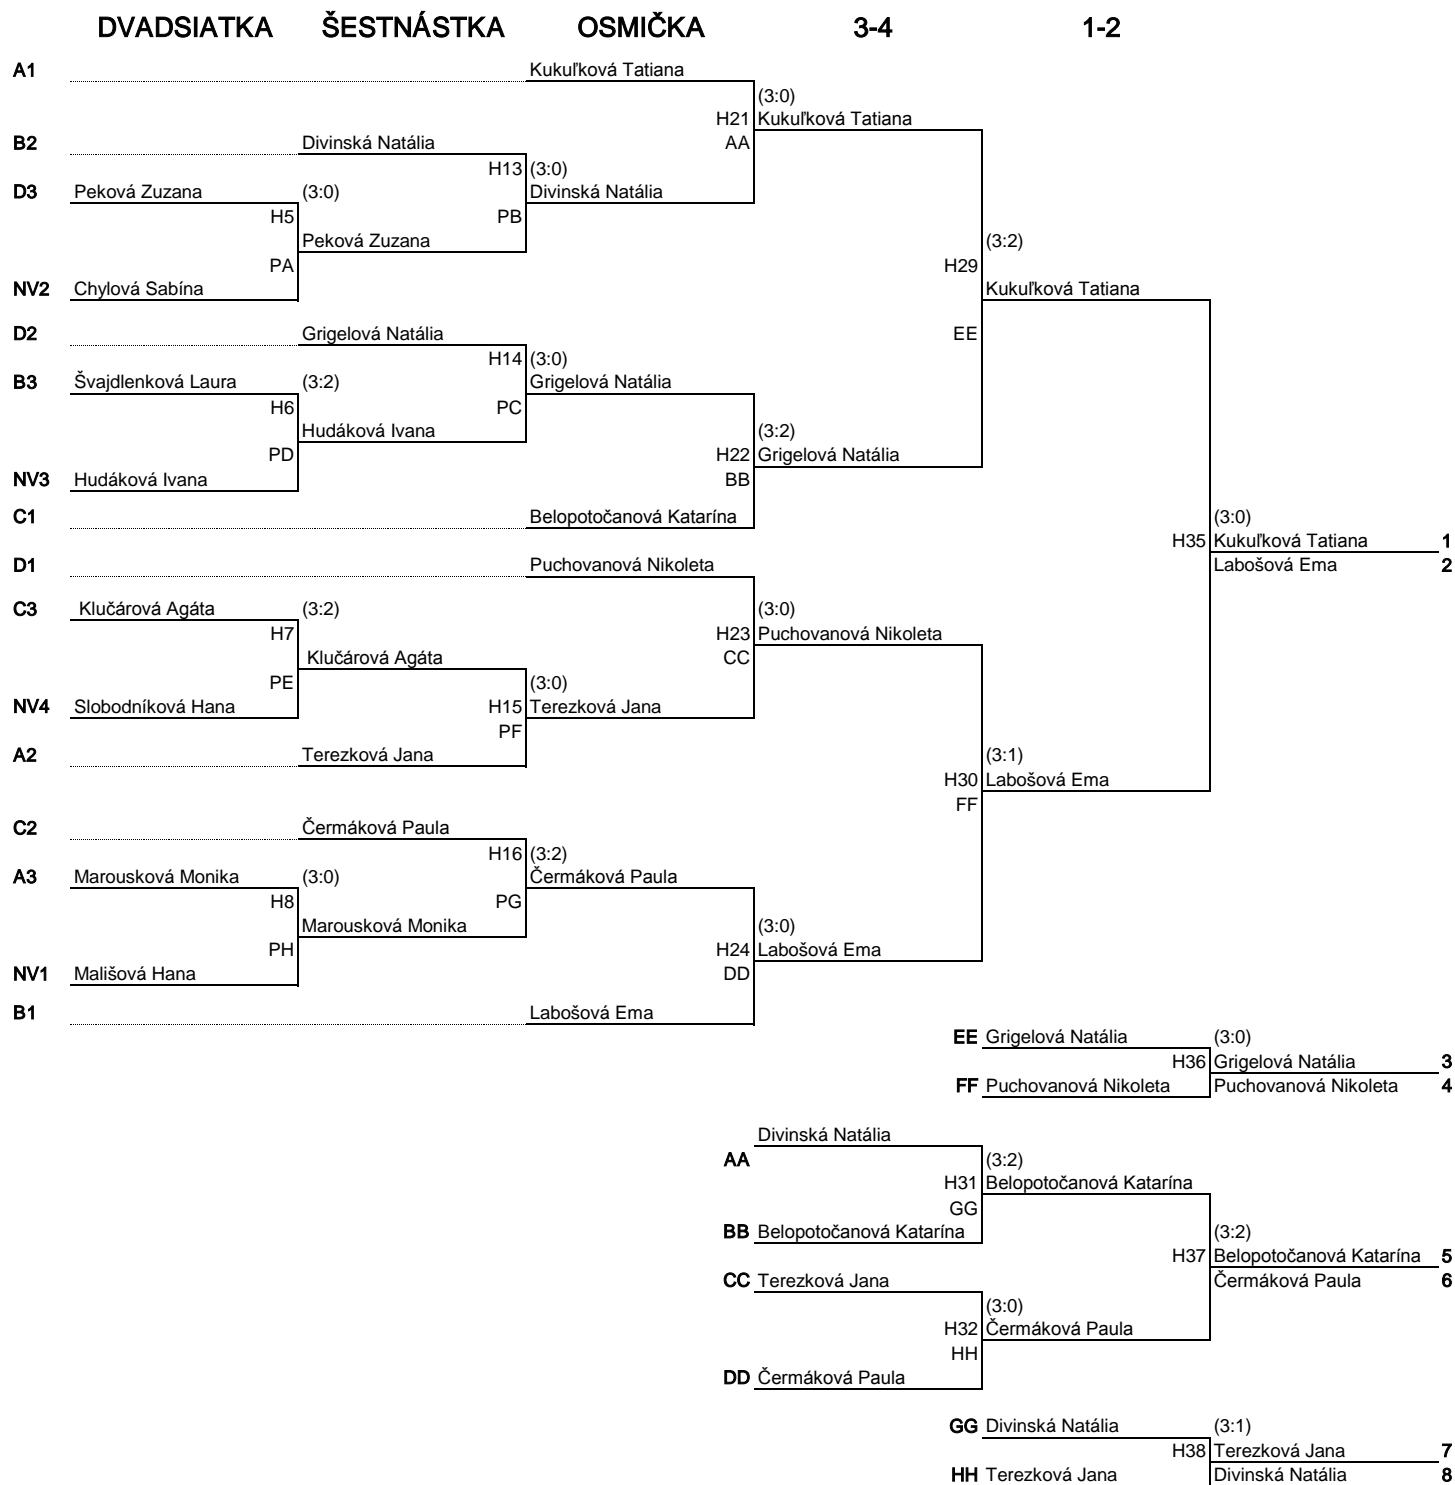 DVADSIATKA ŠESTNÁSTKA OSMIČKA 3-4 1-2
A1 Kukuľková Tatiana
(3:0)
H21 Kukuľková Tatiana
B2 Divinská Natália AA
H13 (3:0)
D3 Peková Zuzana (3:0) Divinská Natália
H5 PB
Peková Zuzana (3:2)
PA H29
NV2 Chylová Sabína Kukuľková Tatiana
D2 Grigelová Natália EE
H14 (3:0)
B3 Švajdlenková Laura (3:2) Grigelová Natália
H6 PC
Hudáková Ivana (3:2)
PD H22 Grigelová Natália
NV3 Hudáková Ivana BB
C1 Belopotočanová Katarína (3:0)
H35 Kukuľková Tatiana 1
D1 Puchovanová Nikoleta Labošová Ema 2
C3 Klučárová Agáta (3:2) (3:0)
H7 H23 Puchovanová Nikoleta
Klučárová Agáta CC
PE (3:0)
NV4 Slobodníková Hana H15 Terezková Jana
PF
A2 Terezková Jana (3:1)
H30 Labošová Ema
FF
C2 Čermáková Paula
H16 (3:2)
A3 Marousková Monika (3:0) Čermáková Paula
H8 PG
Marousková Monika (3:0)
PH H24 Labošová Ema
NV1 Mališová Hana DD
B1 Labošová Ema
EE Grigelová Natália (3:0)
H36 Grigelová Natália 3
FF Puchovanová Nikoleta Puchovanová Nikoleta 4
Divinská Natália
AA (3:2)
H31 Belopotočanová Katarína
GG
BB Belopotočanová Katarína (3:2)
H37 Belopotočanová Katarína 5
CC Terezková Jana Čermáková Paula 6
(3:0)
H32 Čermáková Paula
HH
DD Čermáková Paula
GG Divinská Natália (3:1)
H38 Terezková Jana 7
HH Terezková Jana Divinská Natália 8